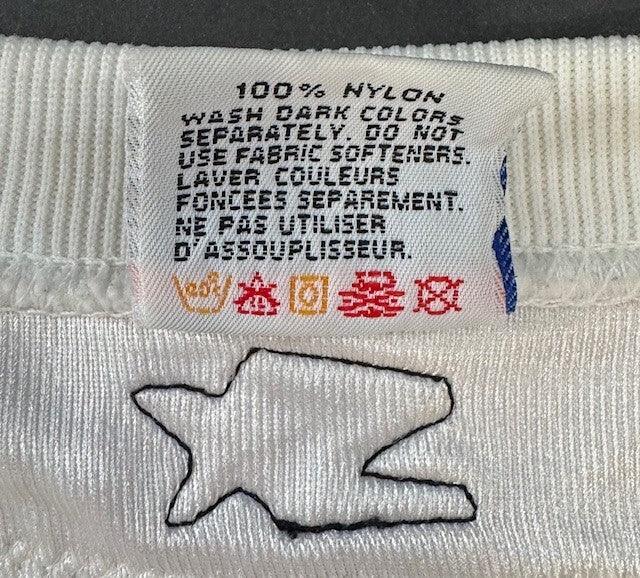 100% NYLON
WASH DARK COLORS
SEPARATELY. DO NOT
USE FABRIC SOFTENERS.
LAVER COULEURS
FONCEES SEPAREMENT.
NE PAS UTILISER
D'ASSOUPLISSEUR.